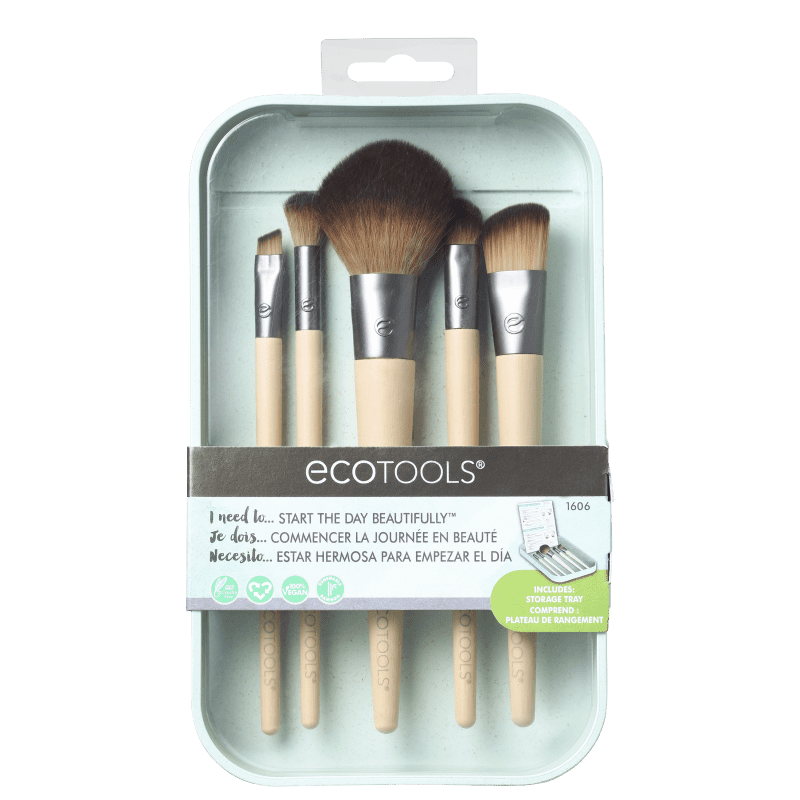 ecoTOOLS®
1606
I need to... START THE DAY BEAUTIFULLY™
Je dois... COMMENCER LA JOURNÉE EN BEAUTÉ
Necesito... ESTAR HERMOSA PARA EMPEZAR EL DÍA
100%
VEGAN
INCLUDES:
STORAGE TRAY
COMPREND :
PLATEAU DE RANGEMENT
ECOTOOLS®
ECOTOOLS®
ECOTOOLS®
ECOTOOLS®
ECOTOOLS®